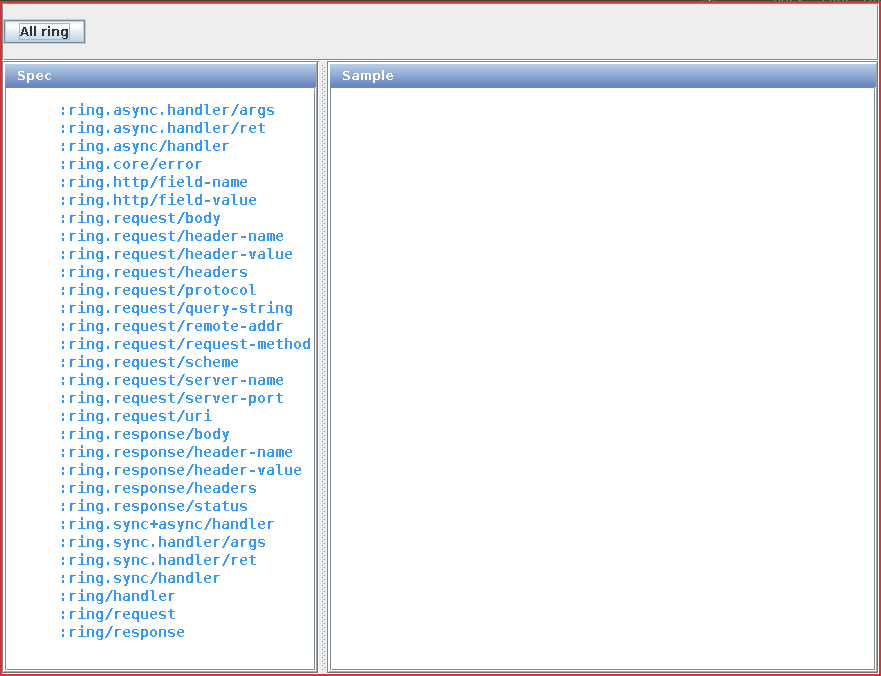 All ring
Spec
Sample
:ring.async.handler/args
:ring.async.handler/ret
:ring.async/handler
:ring.core/error
:ring.http/field-name
:ring.http/field-value
:ring.request/body
:ring.request/header-name
:ring.request/header-value
:ring.request/headers
:ring.request/protocol
:ring.request/query-string
:ring.request/remote-addr
:ring.request/request-method
:ring.request/scheme
:ring.request/server-name
:ring.request/server-port
:ring.request/uri
:ring.response/body
:ring.response/header-name
:ring.response/header-value
:ring.response/headers
:ring.response/status
:ring.sync+async/handler
:ring.sync.handler/args
:ring.sync.handler/ret
:ring.sync/handler
:ring/handler
:ring/request
:ring/response